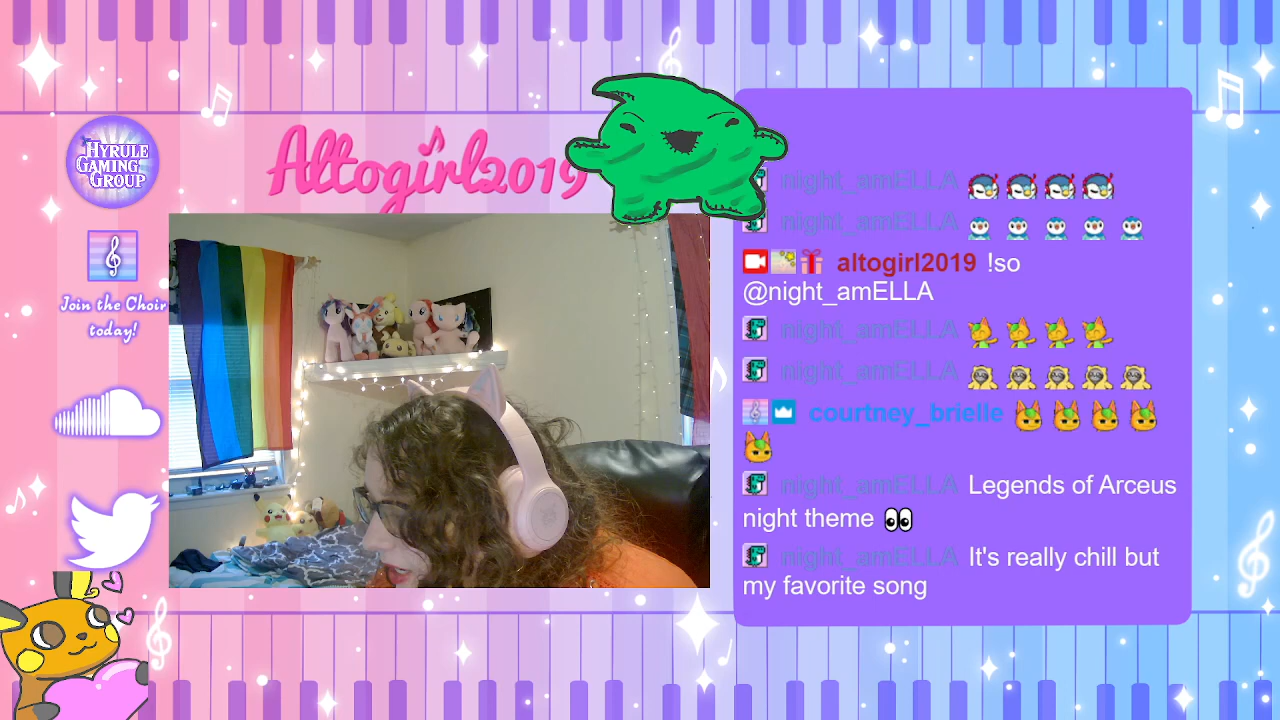 HYRULE
GAMING
GROUP
Join the Choir
today!
Altogirl2019
night_amELLA
night_amELLA
altogirl2019 !so
@night_amELLA
night_amELLA
night_amELLA
courtney_brielle
night_amELLA Legends of Arceus
night theme 👀
night_amELLA It's really chill but
my favorite song